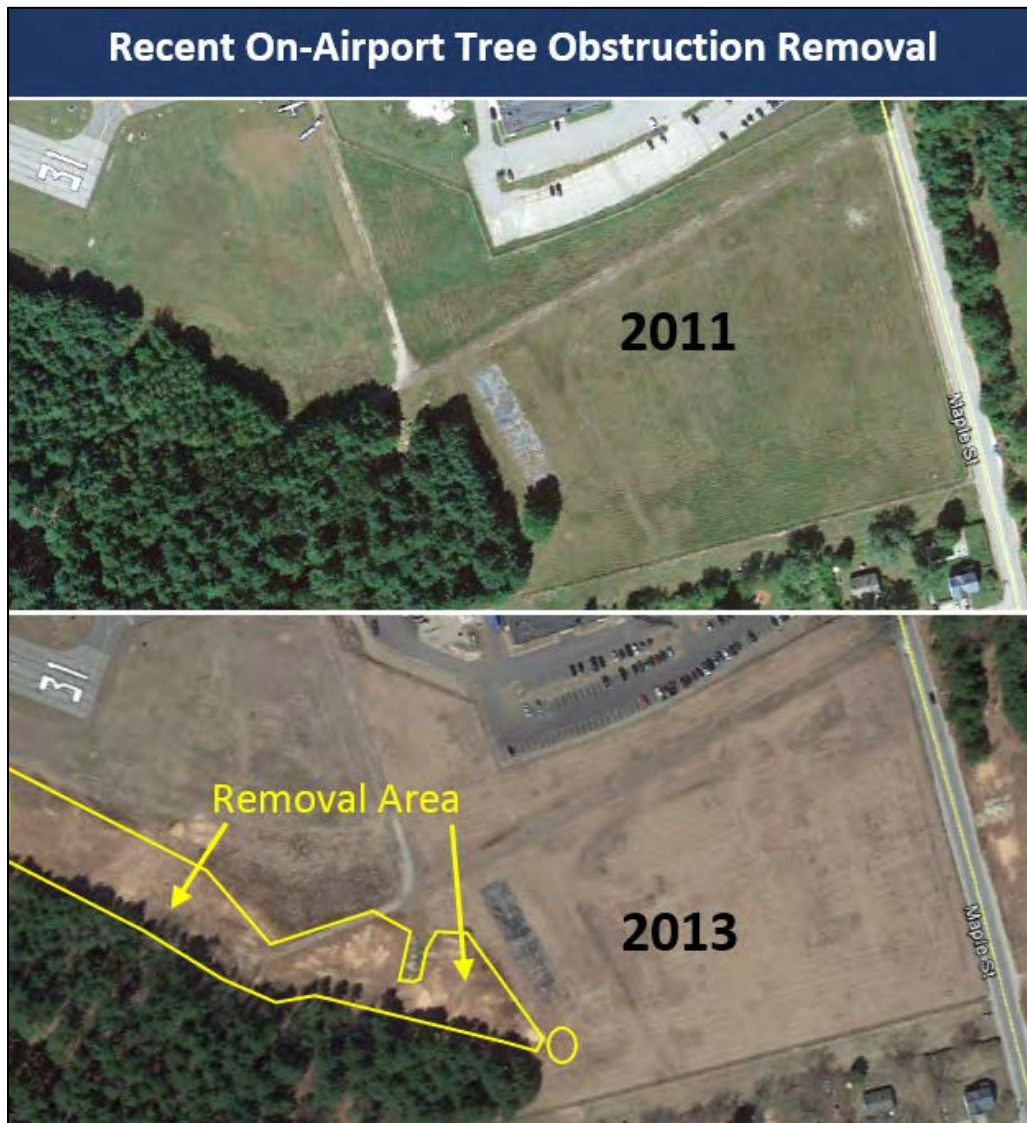 Recent On-Airport Tree Obstruction Removal
31
2011
Maple St
31
Removal Area
2013
Maple St